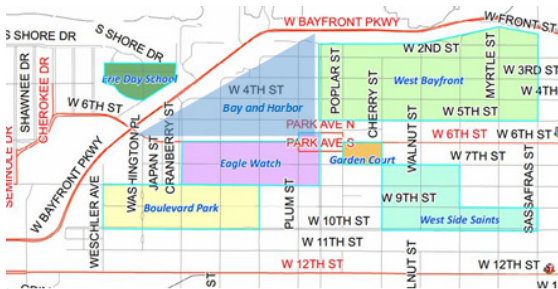 W BAYFRONT PKWY
W FRONT ST
S SHORE DR
S SHORE DR
W 2ND ST
Erie Day School
West Bayfront
W 3RD ST
SHAWNEE DR
CHEROKEE DR
W 4TH ST
W 4TH
POPLAR ST
MYRTLE ST
Bay and Harbor
W 6TH ST
W 5TH ST
CHERRY ST
PARK AVE N
W 6TH ST
W 6TH S
SEMINOLE DR
WASHINGTON PL
JAPAN ST
CRANBERRY ST
PARK AVE S
WALNUT ST
W 7TH ST
Eagle Watch
Garden Court
W BAYFRONT PKWY
WESCHLER AVE
PLUM ST
W 9TH ST
SASSAFRAS ST
Boulevard Park
W 10TH ST
West Side Saints
W 11TH ST
W 12TH ST
LNUT ST
W 12TH ST
ST
W 1